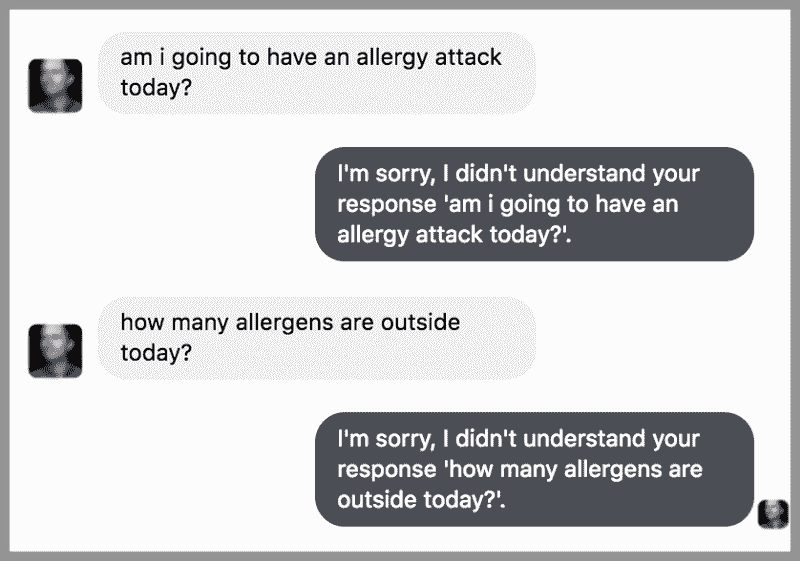 am i going to have an allergy attack
today?
I'm sorry, I didn't understand your
response 'am i going to have an
allergy attack today?'.
how many allergens are outside
today?
I'm sorry, I didn't understand your
response 'how many allergens are
outside today?'.